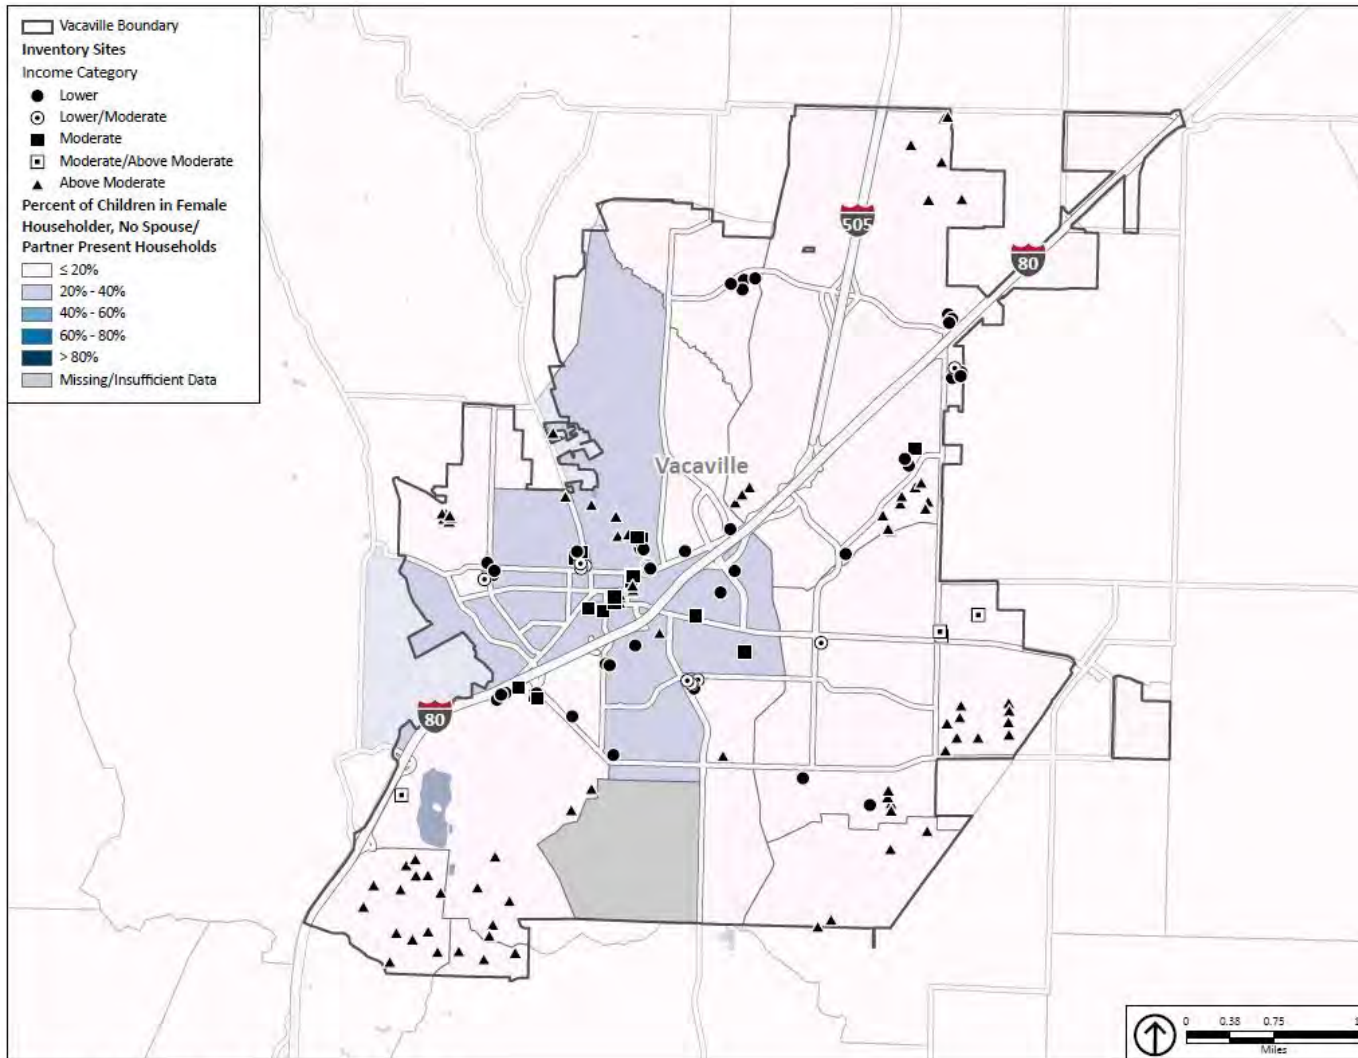 Vacaville Boundary
Inventory Sites
Income Category
Lower
Lower/Moderate
Moderate
Moderate/Above Moderate
Above Moderate
Percent of Children in Female
Householder, No Spouse/
Partner Present Households
≤ 20%
20% - 40%
40% - 60%
60% - 80%
> 80%
Missing/Insufficient Data
505
80
Vacaville
80
0 0.38 0.75 1
Miles